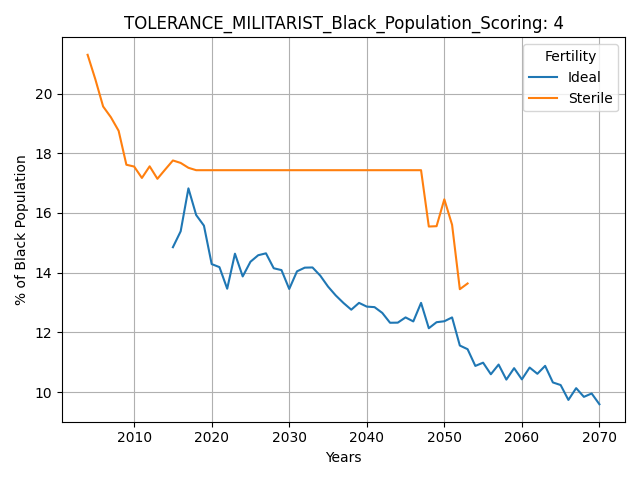 TOLERANCE_MILITARIST_Black_Population_Scoring: 4
Fertility
Ideal
Sterile
% of Black Population
20
18
16
14
12
10
2010 2020 2030 2040 2050 2060 2070
Years